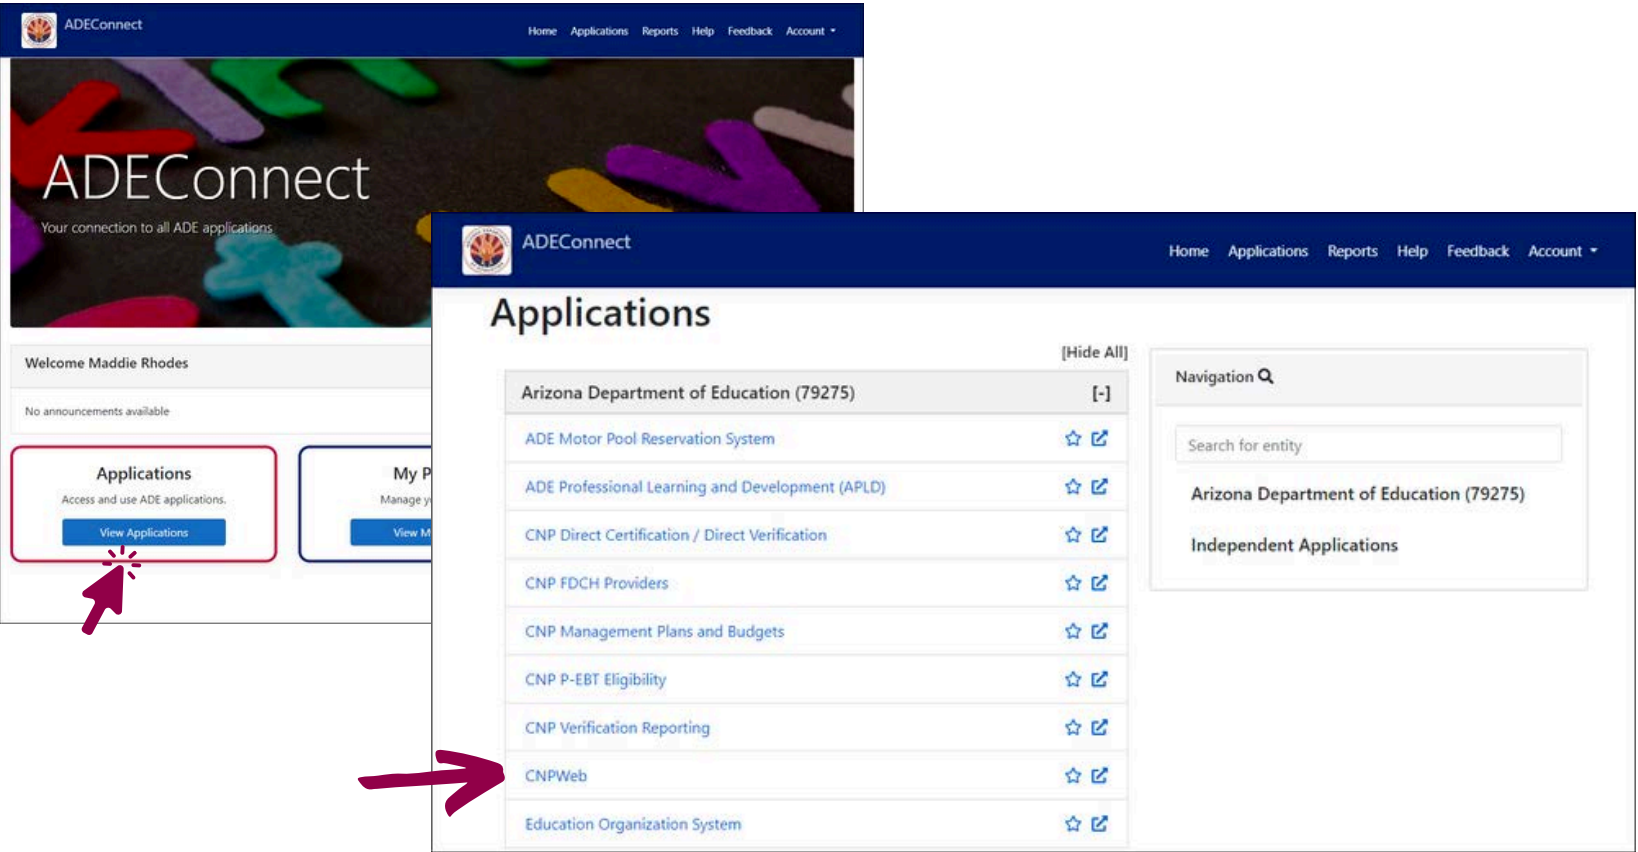 ADEConnect
Home Applications Reports Help Feedback Account
ADEConnect
Your connection to all ADE applications
Welcome Maddie Rhodes
No announcements available
Applications
Access and use ADE applications.
View Applications
My P
Manage y
View M
ADEConnect
Home Applications Reports Help Feedback Account
Applications
[Hide All]
Arizona Department of Education (79275) [-]
ADE Motor Pool Reservation System
ADE Professional Learning and Development (APLD)
CNP Direct Certification / Direct Verification
CNP FDCH Providers
CNP Management Plans and Budgets
CNP P-EBT Eligibility
CNP Verification Reporting
CNPWeb
Education Organization System
Navigation
Search for entity
Arizona Department of Education (79275)
Independent Applications